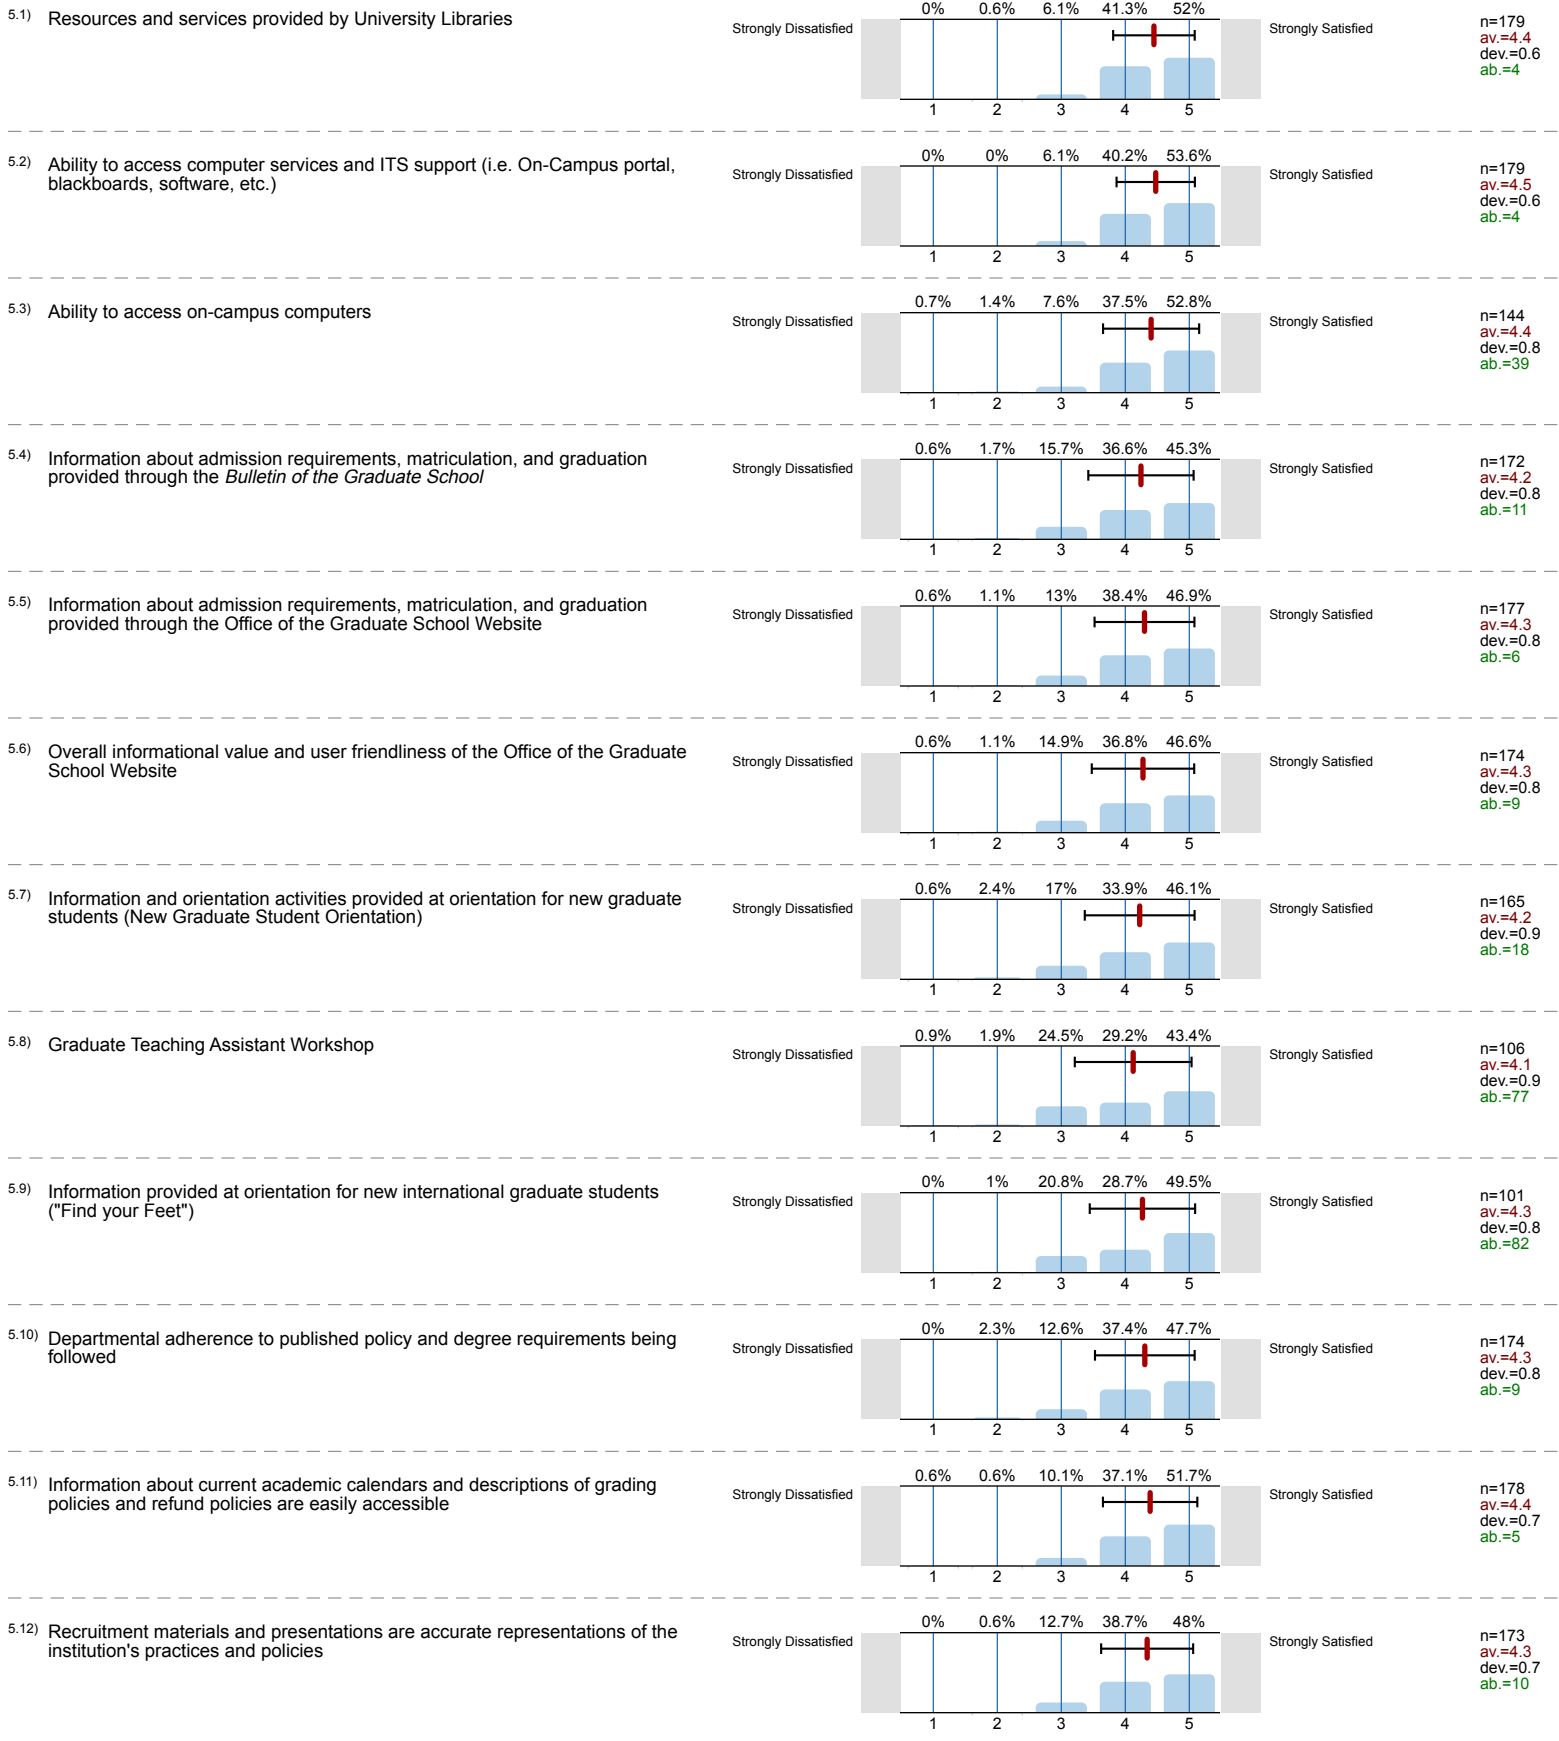 5.1) Resources and services provided by University Libraries
Strongly Dissatisfied
0% 0.6% 6.1% 41.3% 52%
1 2 3 4 5
Strongly Satisfied
n=179
av.=4.4
dev.=0.6
ab.=4
5.2) Ability to access computer services and ITS support (i.e. On-Campus portal,
blackboards, software, etc.)
Strongly Dissatisfied
0% 0% 6.1% 40.2% 53.6%
1 2 3 4 5
Strongly Satisfied
n=179
av.=4.5
dev.=0.6
ab.=4
5.3) Ability to access on-campus computers
Strongly Dissatisfied
0.7% 1.4% 7.6% 37.5% 52.8%
1 2 3 4 5
Strongly Satisfied
n=144
av.=4.4
dev.=0.8
ab.=39
5.4) Information about admission requirements, matriculation, and graduation
provided through the Bulletin of the Graduate School
Strongly Dissatisfied
0.6% 1.7% 15.7% 36.6% 45.3%
1 2 3 4 5
Strongly Satisfied
n=172
av.=4.2
dev.=0.8
ab.=11
5.5) Information about admission requirements, matriculation, and graduation
provided through the Office of the Graduate School Website
Strongly Dissatisfied
0.6% 1.1% 13% 38.4% 46.9%
1 2 3 4 5
Strongly Satisfied
n=177
av.=4.3
dev.=0.8
ab.=6
5.6) Overall informational value and user friendliness of the Office of the Graduate
School Website
Strongly Dissatisfied
0.6% 1.1% 14.9% 36.8% 46.6%
1 2 3 4 5
Strongly Satisfied
n=174
av.=4.3
dev.=0.8
ab.=9
5.7) Information and orientation activities provided at orientation for new graduate
students (New Graduate Student Orientation)
Strongly Dissatisfied
0.6% 2.4% 17% 33.9% 46.1%
1 2 3 4 5
Strongly Satisfied
n=165
av.=4.2
dev.=0.9
ab.=18
5.8) Graduate Teaching Assistant Workshop
Strongly Dissatisfied
0.9% 1.9% 24.5% 29.2% 43.4%
1 2 3 4 5
Strongly Satisfied
n=106
av.=4.1
dev.=0.9
ab.=77
5.9) Information provided at orientation for new international graduate students
("Find your Feet")
Strongly Dissatisfied
0% 1% 20.8% 28.7% 49.5%
1 2 3 4 5
Strongly Satisfied
n=101
av.=4.3
dev.=0.8
ab.=82
5.10) Departmental adherence to published policy and degree requirements being
followed
Strongly Dissatisfied
0% 2.3% 12.6% 37.4% 47.7%
1 2 3 4 5
Strongly Satisfied
n=174
av.=4.3
dev.=0.8
ab.=9
5.11) Information about current academic calendars and descriptions of grading
policies and refund policies are easily accessible
Strongly Dissatisfied
0.6% 0.6% 10.1% 37.1% 51.7%
1 2 3 4 5
Strongly Satisfied
n=178
av.=4.4
dev.=0.7
ab.=5
5.12) Recruitment materials and presentations are accurate representations of the
institution's practices and policies
Strongly Dissatisfied
0% 0.6% 12.7% 38.7% 48%
1 2 3 4 5
Strongly Satisfied
n=173
av.=4.3
dev.=0.7
ab.=10